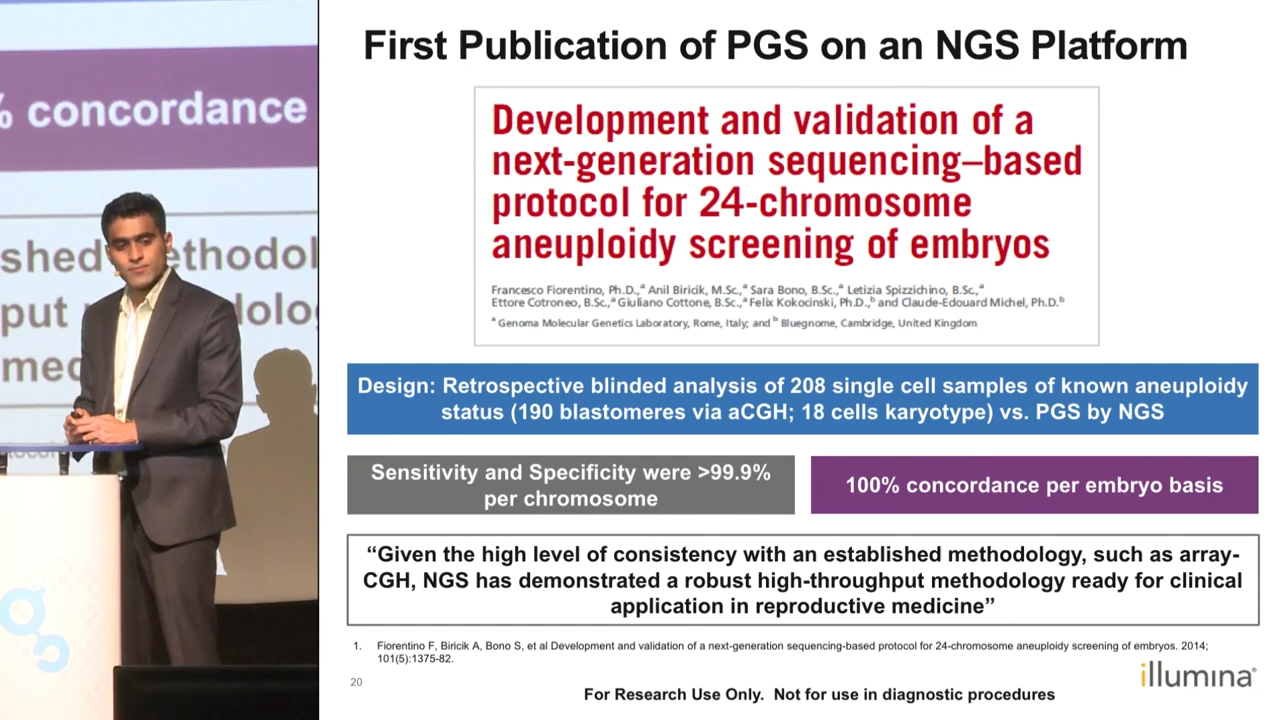 First Publication of PGS on an NGS Platform
Development and validation of a
next-generation sequencing–based
protocol for 24-chromosome
aneuploidy screening of embryos
Francesco Fiorentino, Ph.D.,a Anil Biricik, M.Sc.,a Sara Bono, B.Sc.,a Letizia Spizzichino, B.Sc.,a
Ettore Cotroneo, B.Sc.,a Giuliano Cottone, B.Sc.,a Felix Kokocinski, Ph.D.,b and Claude-Edouard Michel, Ph.D.b
a Genoma Molecular Genetics Laboratory, Rome, Italy; and b Bluegnome, Cambridge, United Kingdom
Design: Retrospective blinded analysis of 208 single cell samples of known aneuploidy
status (190 blastomeres via aCGH; 18 cells karyotype) vs. PGS by NGS
Sensitivity and Specificity were >99.9%
per chromosome
100% concordance per embryo basis
“Given the high level of consistency with an established methodology, such as array-
CGH, NGS has demonstrated a robust high-throughput methodology ready for clinical
application in reproductive medicine”
1. Fiorentino F, Biricik A, Bono S, et al Development and validation of a next-generation sequencing-based protocol for 24-chromosome aneuploidy screening of embryos. 2014;
101(5):1375-82.
20
For Research Use Only. Not for use in diagnostic procedures
illumina®
% concordance
shed ethodol
put dolo
med